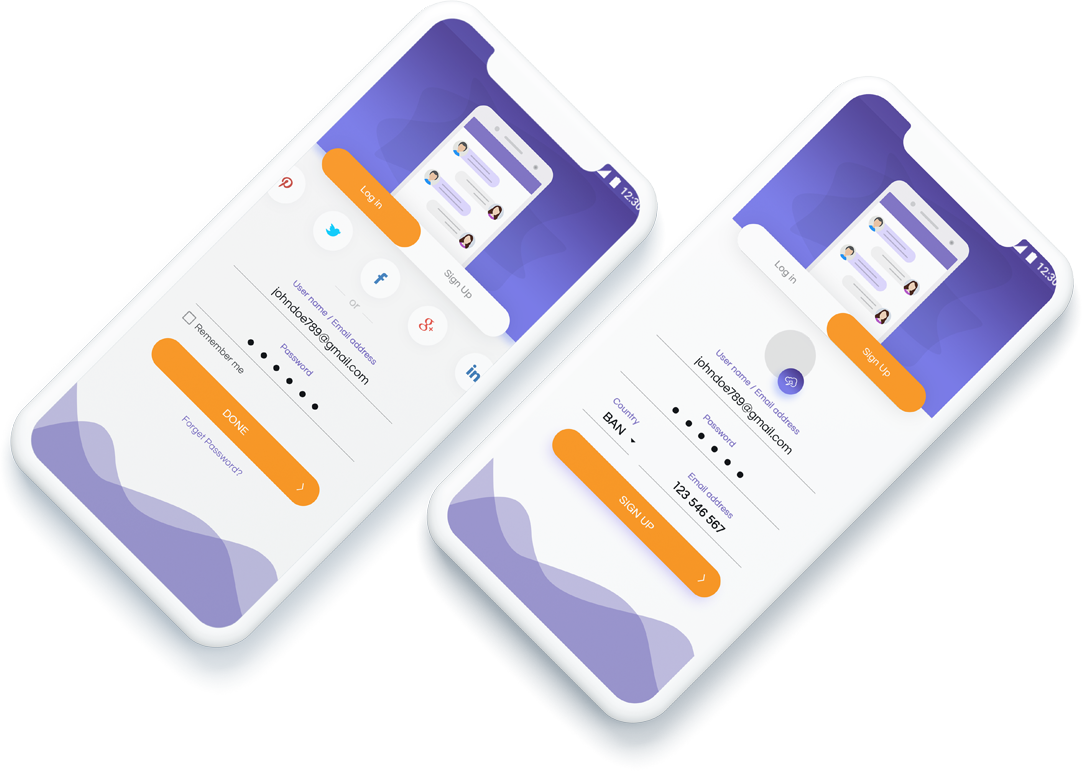 12:30
Log in
Sign Up
or
User name / Email address
johndoe789@gmail.com
Password
Remember me
DONE
Forget Password?
12:30
Log in
Sign Up
User name / Email address
johndoe789@gmail.com
Password
Country
BAN
Email address
123 546 567
SIGN UP